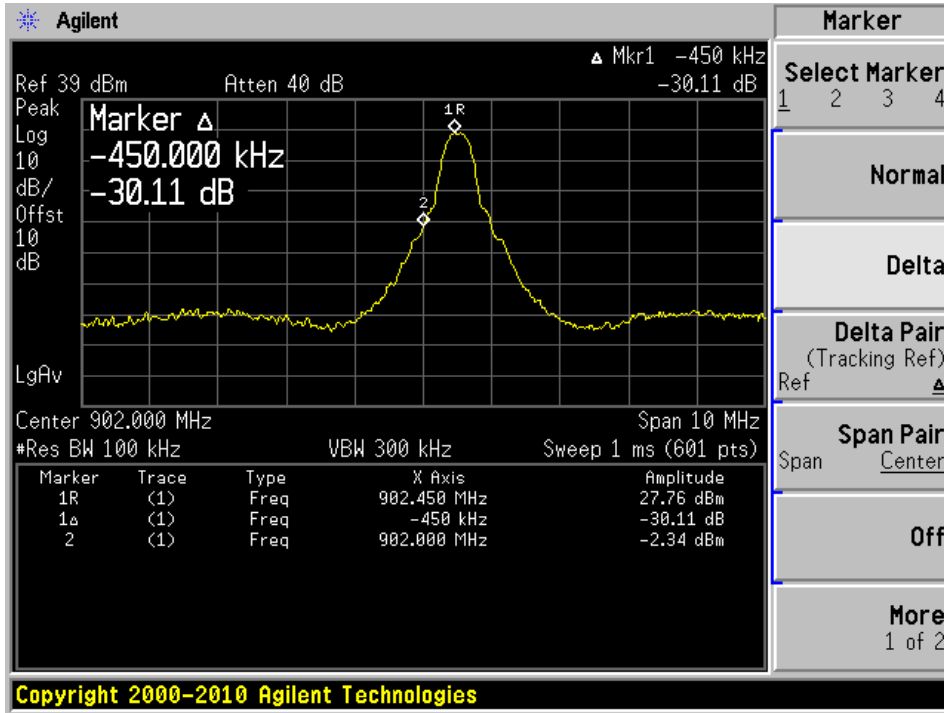 Agilent
Δ Mkr1 -450 kHz
Ref 39 dBm Atten 40 dB -30.11 dB
Peak
Log
10
dB/
Offst
10
dB
LgAv
Marker Δ
-450.000 kHz
-30.11 dB
1R
2
Center 902.000 MHz Span 10 MHz
#Res BW 100 kHz VBW 300 kHz Sweep 1 ms (601 pts)
Marker Trace Type X Axis Amplitude
1R (1) Freq 902.450 MHz 27.76 dBm
1Δ (1) Freq -450 kHz -30.11 dB
2 (1) Freq 902.000 MHz -2.34 dBm
Copyright 2000-2010 Agilent Technologies
Marker
Select Marker
1 2 3 4
Normal
Delta
Delta Pair
(Tracking Ref)
Ref Δ
Span Pair
Span Center
Off
More
1 of 2